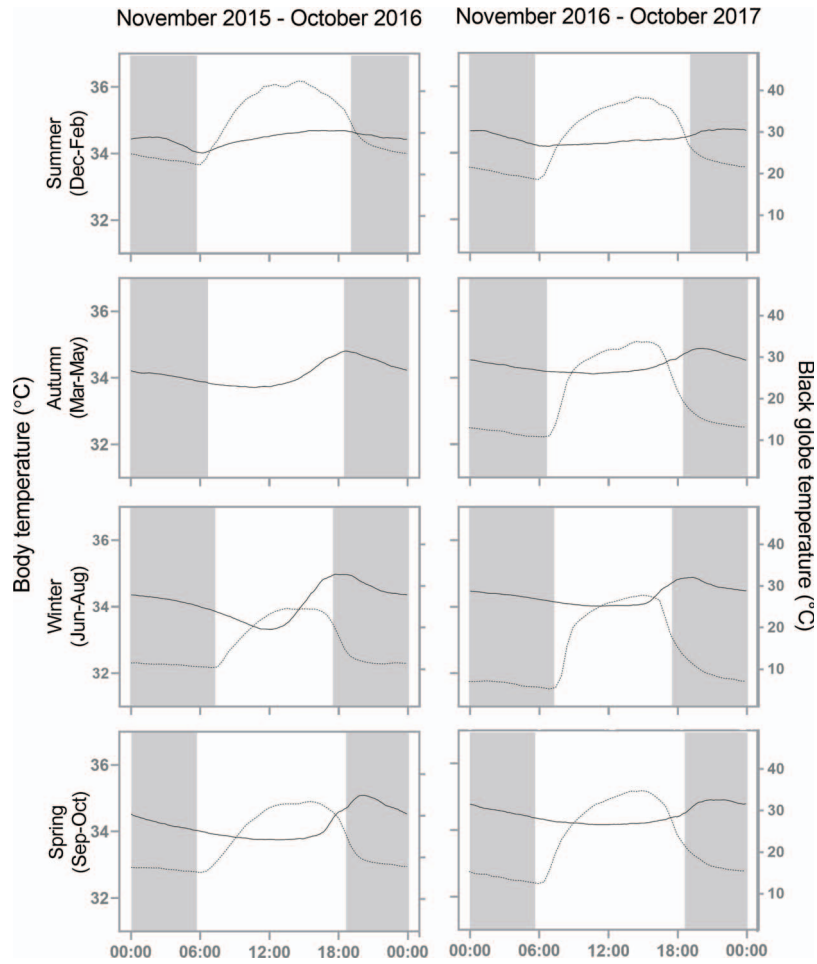 November 2015 - October 2016
November 2016 - October 2017
Body temperature (°C)
Black globe temperature (°C)
Summer
(Dec-Feb)
36
34
32
40
30
20
10
Autumn
(Mar-May)
36
34
32
40
30
20
10
Winter
(Jun-Aug)
36
34
32
40
30
20
10
Spring
(Sep-Oct)
36
34
32
40
30
20
10
00:00 06:00 12:00 18:00 00:00
00:00 06:00 12:00 18:00 00:00